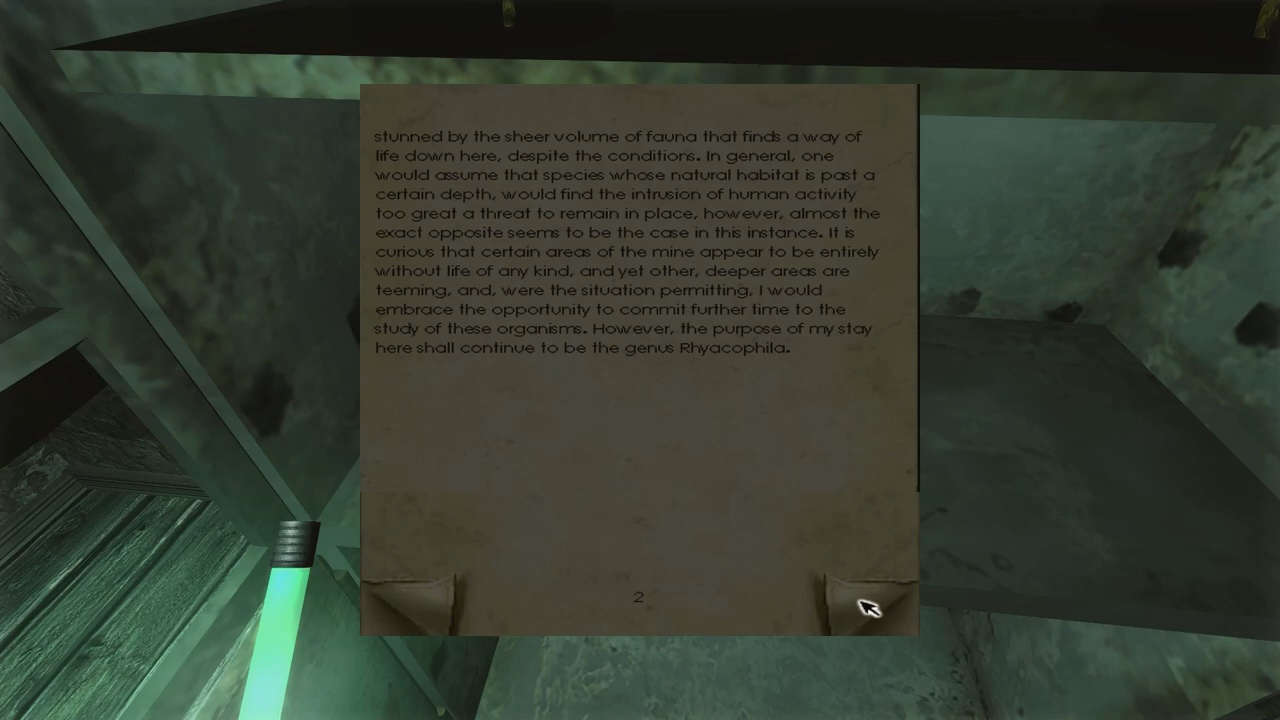 stunned by the sheer volume of fauna that finds a way of
life down here, despite the conditions. In general, one
would assume that species whose natural habitat is past a
certain depth, would find the intrusion of human activity
too great a threat to remain in place, however, almost the
exact opposite seems to be the case in this instance. It is
curious that certain areas of the mine appear to be entirely
without life of any kind, and yet other, deeper areas are
teeming, and, were the situation permitting, I would
embrace the opportunity to commit further time to the
study of these organisms. However, the purpose of my stay
here shall continue to be the genus Rhyacophila.
2